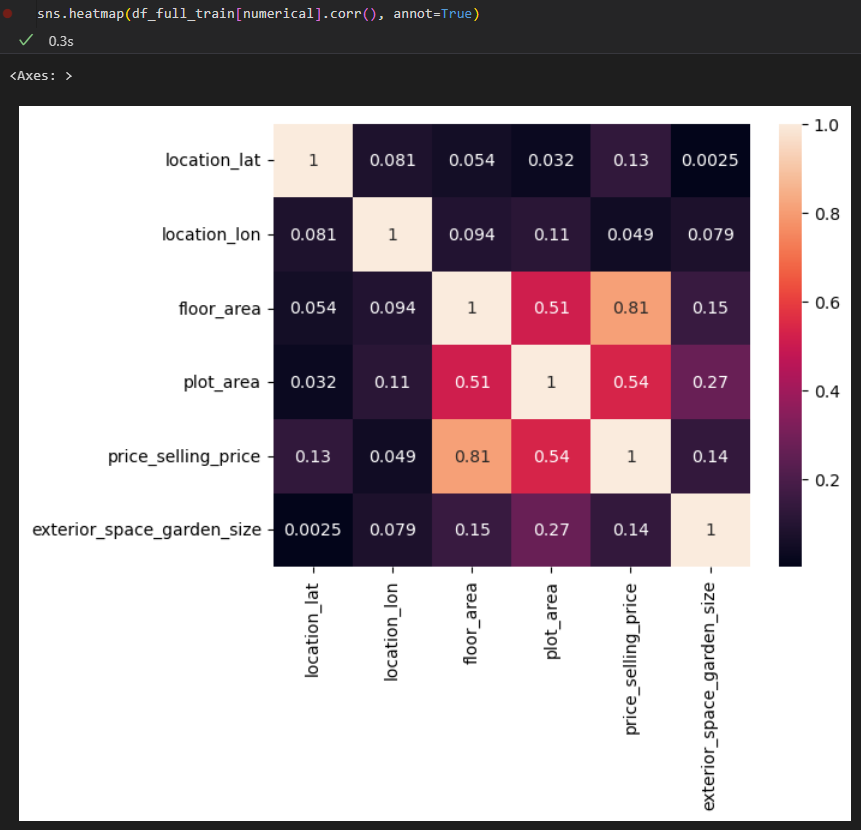 sns.heatmap(df_full_train[numerical].corr(), annot=True)
0.3s
<Axes: >
location_lat 1 0.081 0.054 0.032 0.13 0.0025
location_lon 0.081 1 0.094 0.11 0.049 0.079
floor_area 0.054 0.094 1 0.51 0.81 0.15
plot_area 0.032 0.11 0.51 1 0.54 0.27
price_selling_price 0.13 0.049 0.81 0.54 1 0.14
exterior_space_garden_size 0.0025 0.079 0.15 0.27 0.14 1
location_lat
location_lon
floor_area
plot_area
price_selling_price
exterior_space_garden_size
1.0
0.8
0.6
0.4
0.2